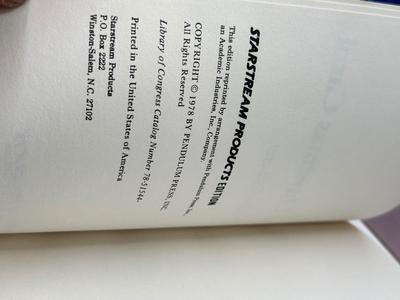 STARSTREAM PRODUCTS EDITION
This edition reprinted by arrangement with Pendulum Press, Inc.,
an Academic Industries, Inc., Company.
COPYRIGHT © 1978 BY PENDULUM PRESS, INC.
All Rights Reserved
Library of Congress Catalog Number 78-51544.
Printed in the United States of America
Starstream Products
P.O. Box 2222
Winston-Salem, N.C. 27102